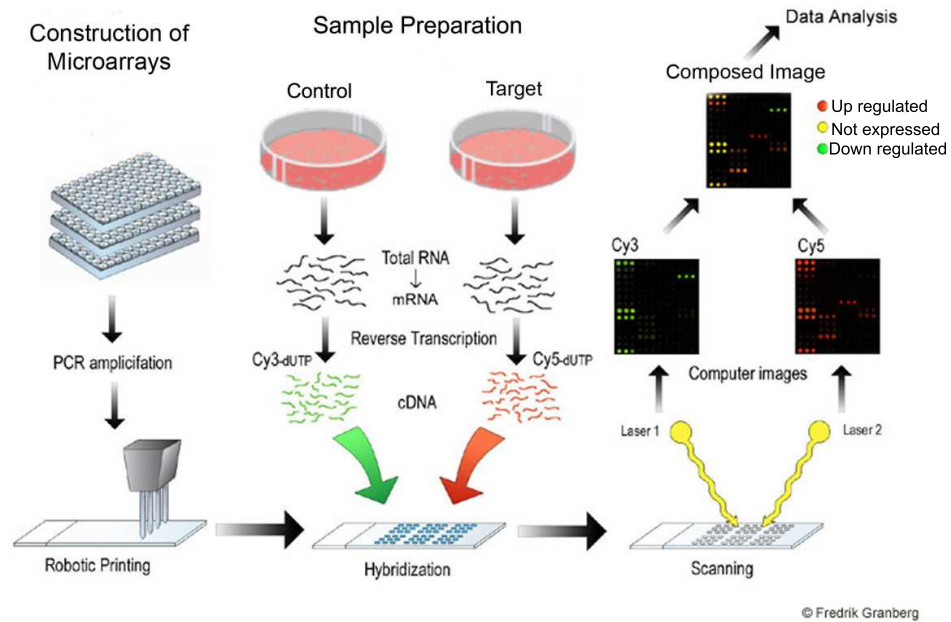 Construction of
Microarrays
PCR amplicifation
Robotic Printing
Sample Preparation
Control
Target
Total RNA
mRNA
Reverse Transcription
Cy3-dUTP
Cy5-dUTP
cDNA
Hybridization
Data Analysis
Composed Image
Up regulated
Not expressed
Down regulated
Cy3
Cy5
Computer images
Laser 1
Laser 2
Scanning
© Fredrik Granberg